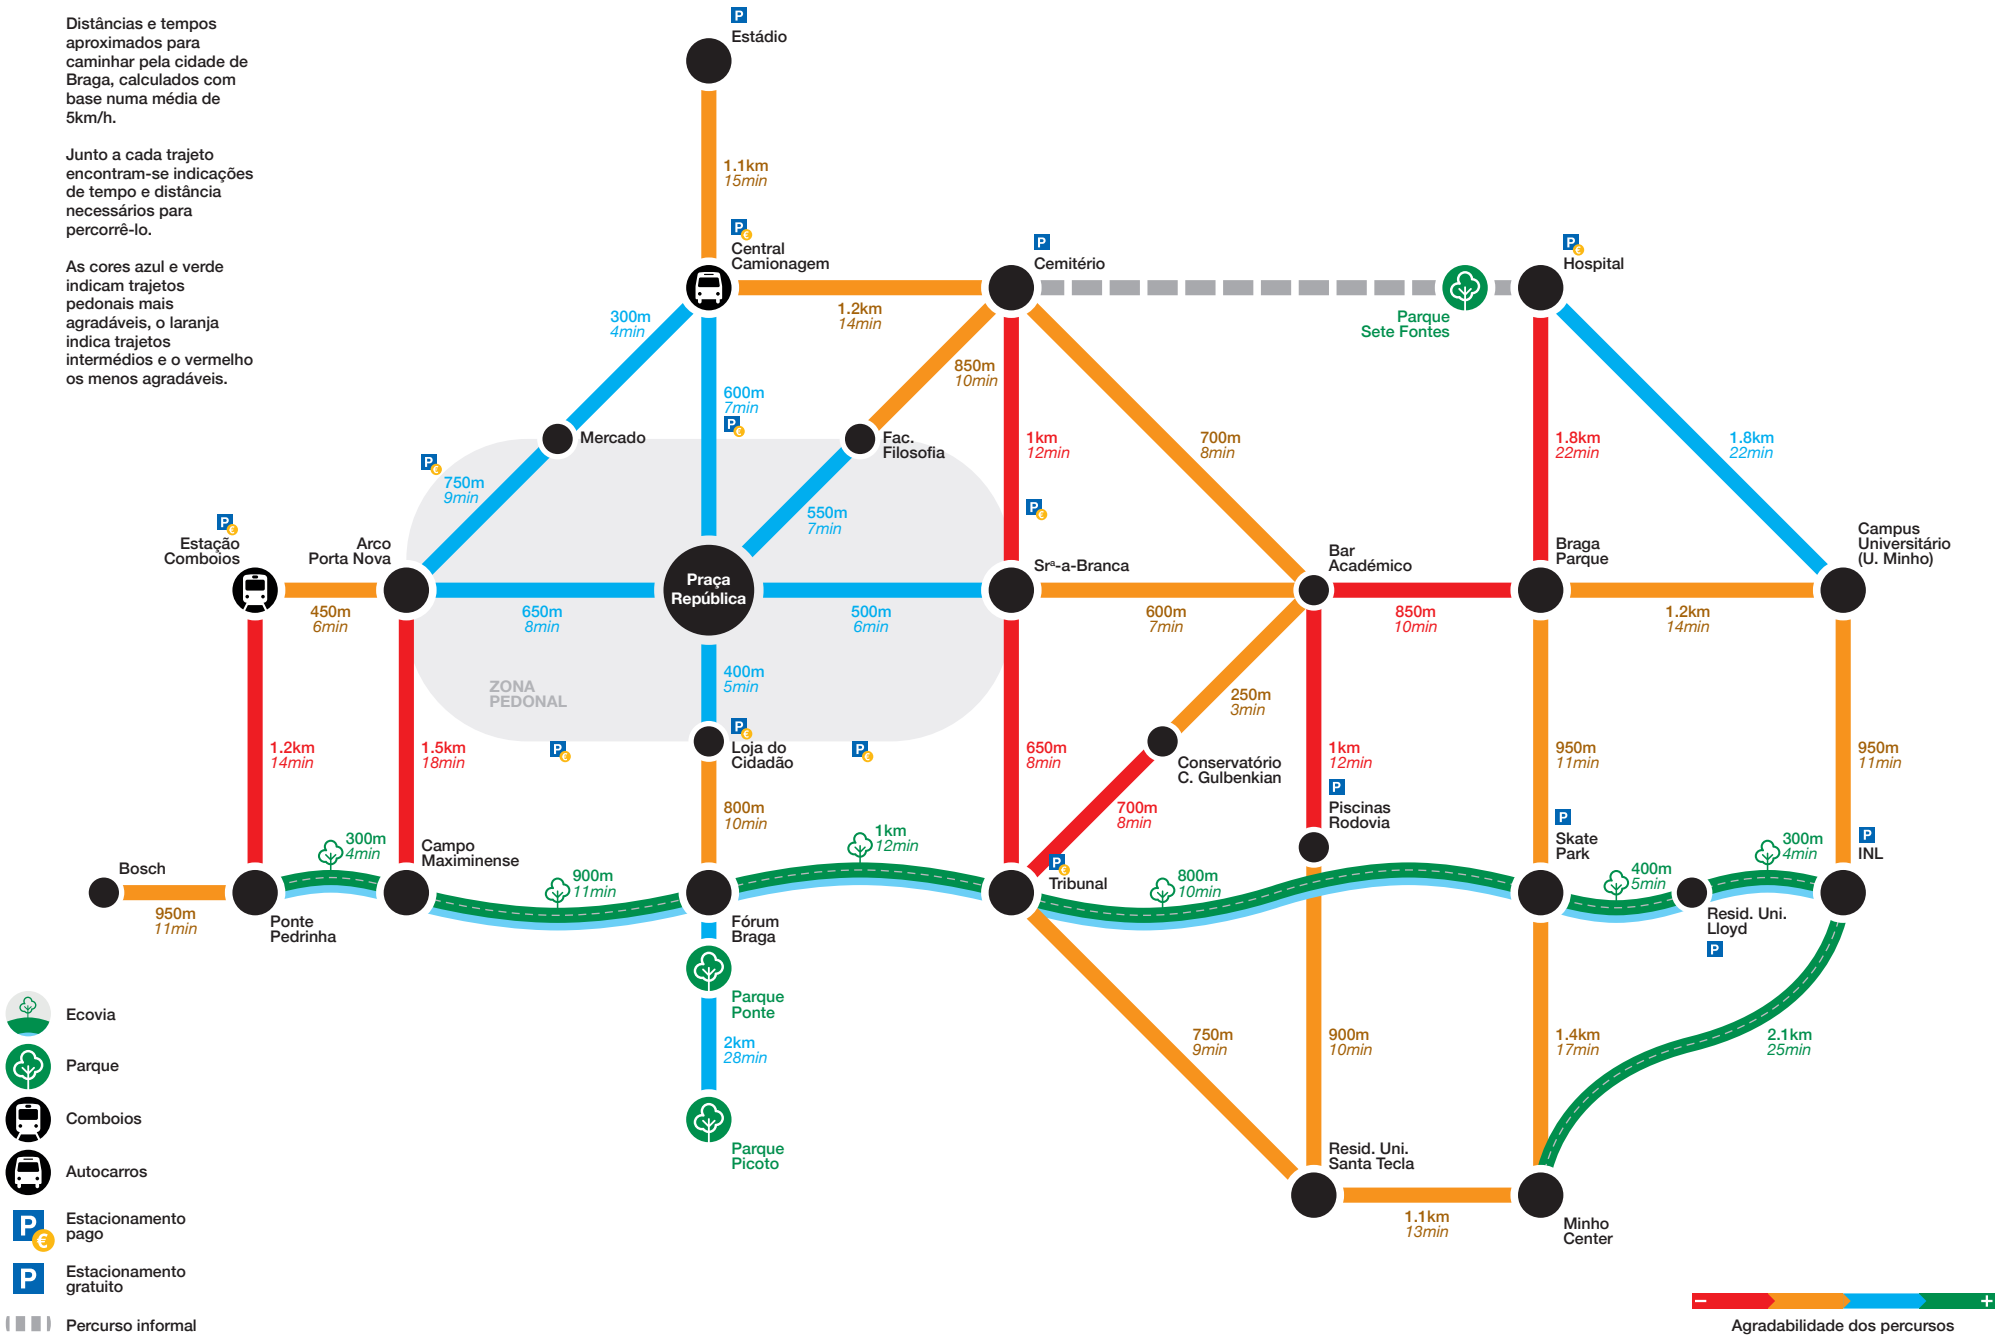 Distâncias e tempos
aproximados para
caminhar pela cidade de
Braga, calculados com
base numa média de
5km/h.
Junto a cada trajeto
encontram-se indicações
de tempo e distância
necessários para
percorrê-lo.
As cores azul e verde
indicam trajetos
pedonais mais
agradáveis, o laranja
indica trajetos
intermédios e o vermelho
os menos agradáveis.
P
Estádio
1.1km
15min
P €
Central
Camionagem
P
Cemitério
P €
Hospital
1.2km
14min
Parque
Sete Fontes
300m
4min
850m
10min
600m
7min
P €
Mercado
Fac.
Filosofia
1km
12min
700m
8min
1.8km
22min
1.8km
22min
P €
750m
9min
550m
7min
P €
P €
Estação
Comboios
Arco
Porta Nova
Praça
República
Srª-a-Branca
Bar
Académico
Braga
Parque
Campus
Universitário
(U. Minho)
450m
6min
650m
8min
500m
6min
600m
7min
850m
10min
1.2km
14min
ZONA
PEDONAL
400m
5min
250m
3min
P €
Loja do
Cidadão
P €
P €
1.2km
14min
1.5km
18min
650m
8min
Conservatório
C. Gulbenkian
1km
12min
950m
11min
950m
11min
800m
10min
700m
8min
P
Piscinas
Rodovia
P
Skate
Park
P
INL
Bosch
300m
4min
Campo
Maximinense
1km
12min
900m
11min
P €
Tribunal
800m
10min
400m
5min
300m
4min
950m
11min
Ponte
Pedrinha
Fórum
Braga
Resid. Uni.
Lloyd
P
Parque
Ponte
2km
28min
Parque
Picoto
750m
9min
900m
10min
1.4km
17min
2.1km
25min
Resid. Uni.
Santa Tecla
1.1km
13min
Minho
Center
Ecovia
Parque
Comboios
Autocarros
P €
Estacionamento
pago
P
Estacionamento
gratuito
Percurso informal
− +
Agradabilidade dos percursos